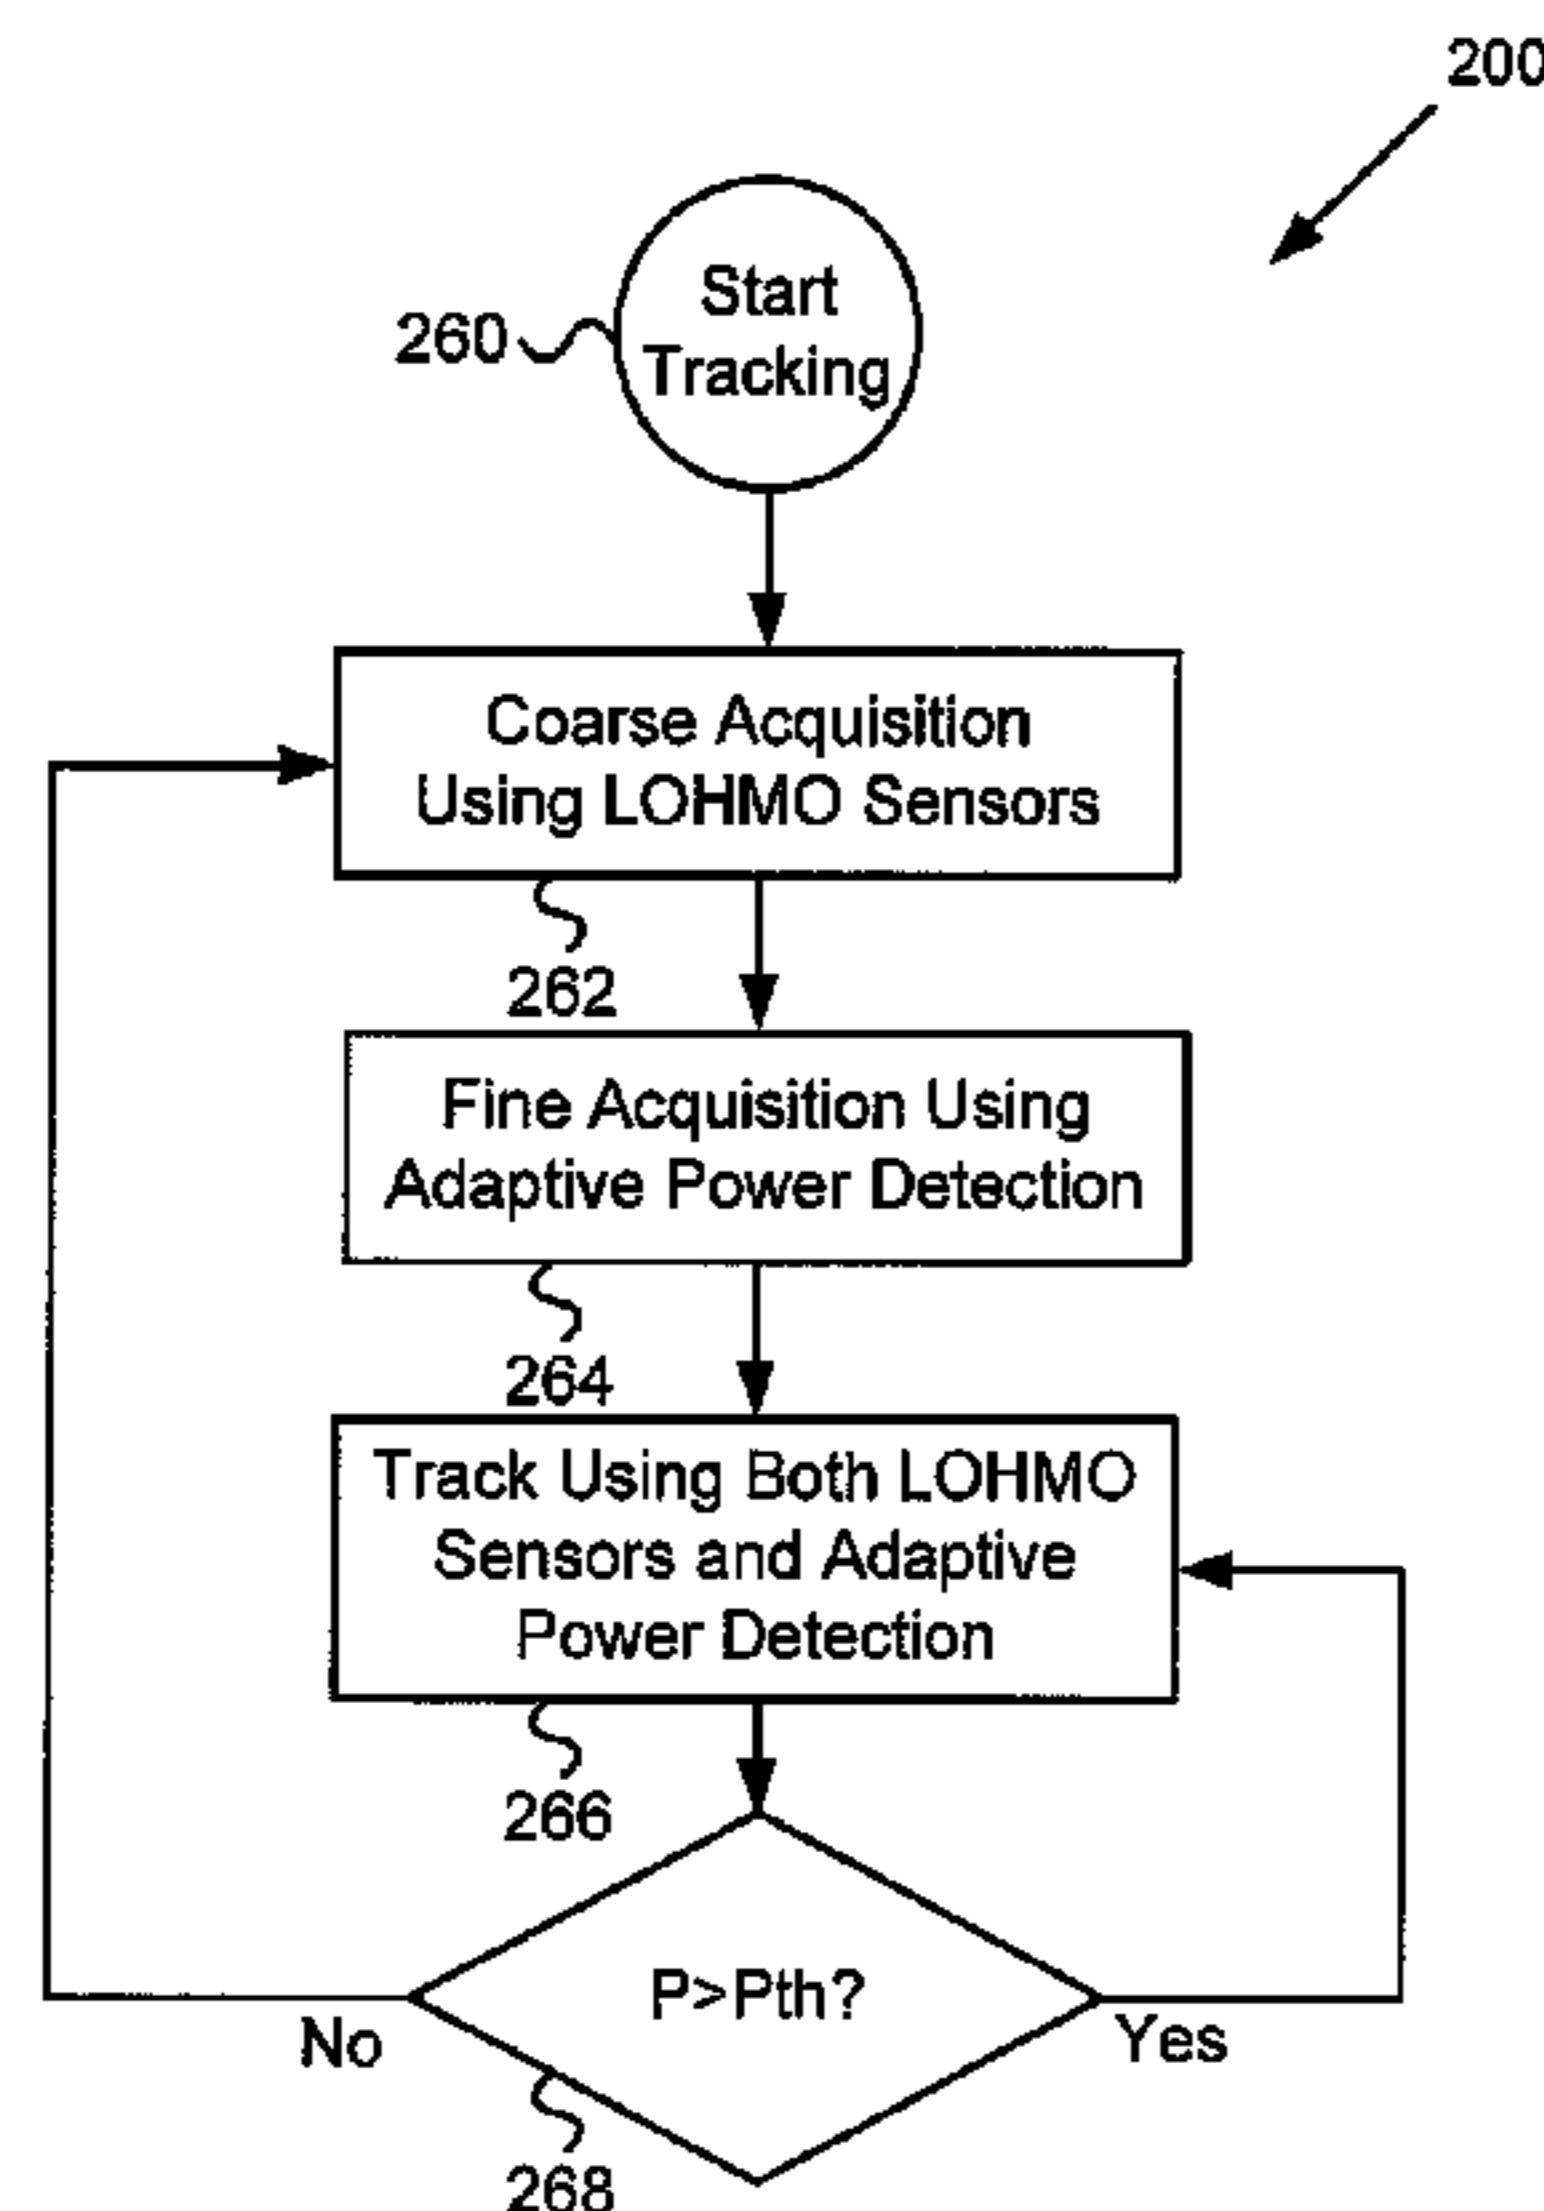 200
Start
Tracking
260
Coarse Acquisition
Using LOHMO Sensors
262
Fine Acquisition Using
Adaptive Power Detection
264
Track Using Both LOHMO
Sensors and Adaptive
Power Detection
266
P>Pth?
No
Yes
268